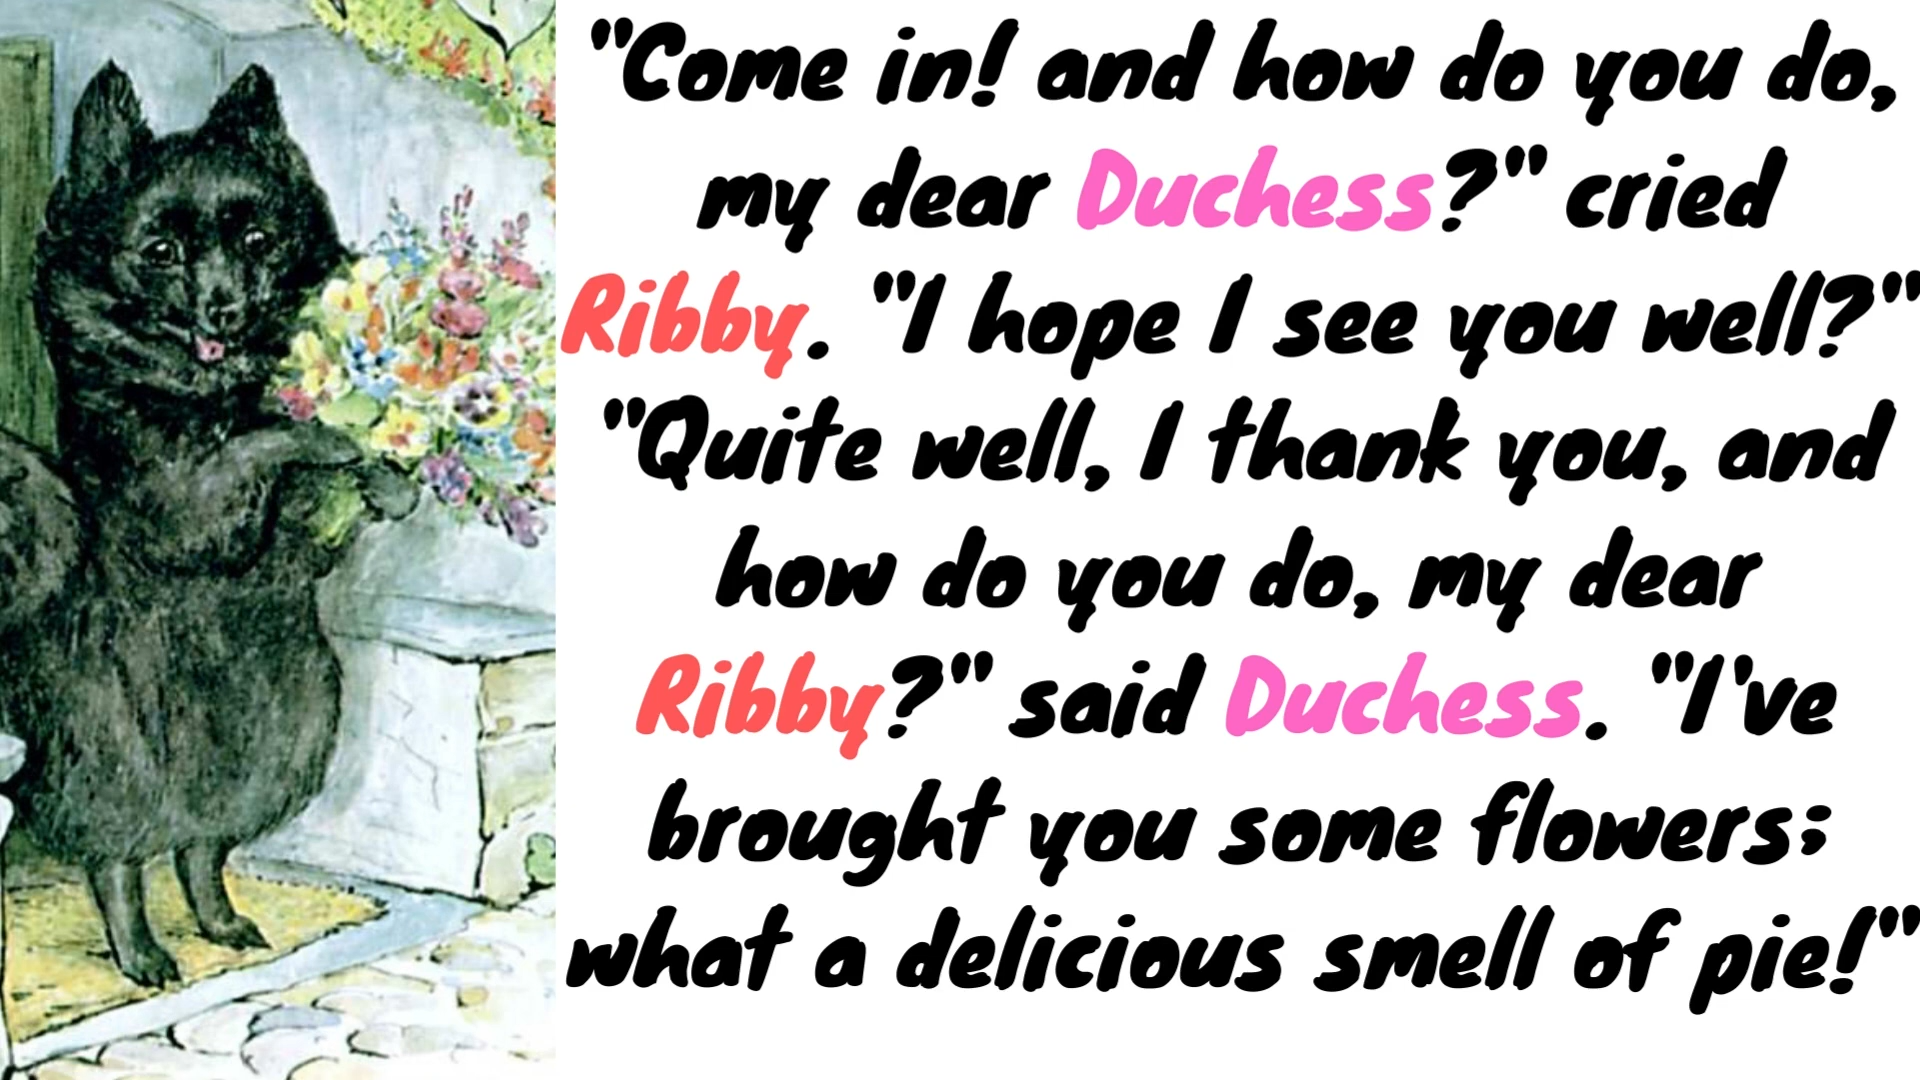 "Come in! and how do you do,
my dear Duchess?" cried
Ribby. "I hope I see you well?"
"Quite well, I thank you, and
how do you do, my dear
Ribby?" said Duchess. "I've
brought you some flowers;
what a delicious smell of pie!"